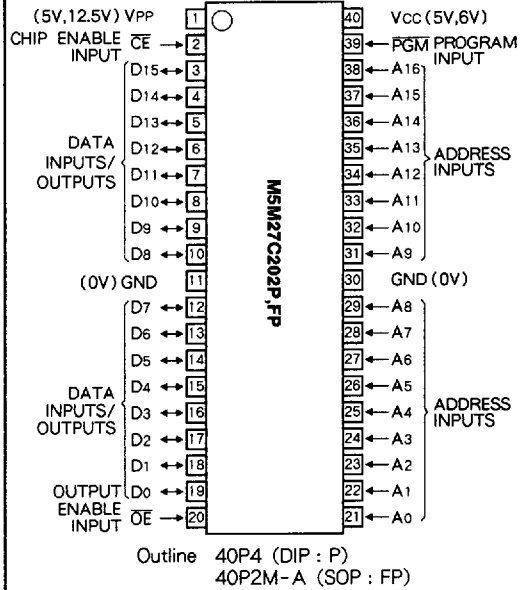 (5V,12.5V) VPP 1 40 VCC (5V,6V)
CHIP ENABLE INPUT CE 2 39 PGM PROGRAM INPUT
D15 3 38 A16
D14 4 37 A15
D13 5 36 A14
D12 6 35 A13
D11 7 34 A12
D10 8 33 A11
D9 9 32 A10
D8 10 31 A9
DATA INPUTS/ OUTPUTS
ADDRESS INPUTS
M5M27C202P,FP
(0V) GND 11 30 GND (0V)
D7 12 29 A8
D6 13 28 A7
D5 14 27 A6
D4 15 26 A5
D3 16 25 A4
D2 17 24 A3
D1 18 23 A2
D0 19 22 A1
DATA INPUTS/ OUTPUTS
ADDRESS INPUTS
OUTPUT ENABLE INPUT OE 20 21 A0
Outline 40P4 (DIP : P)
40P2M-A (SOP : FP)